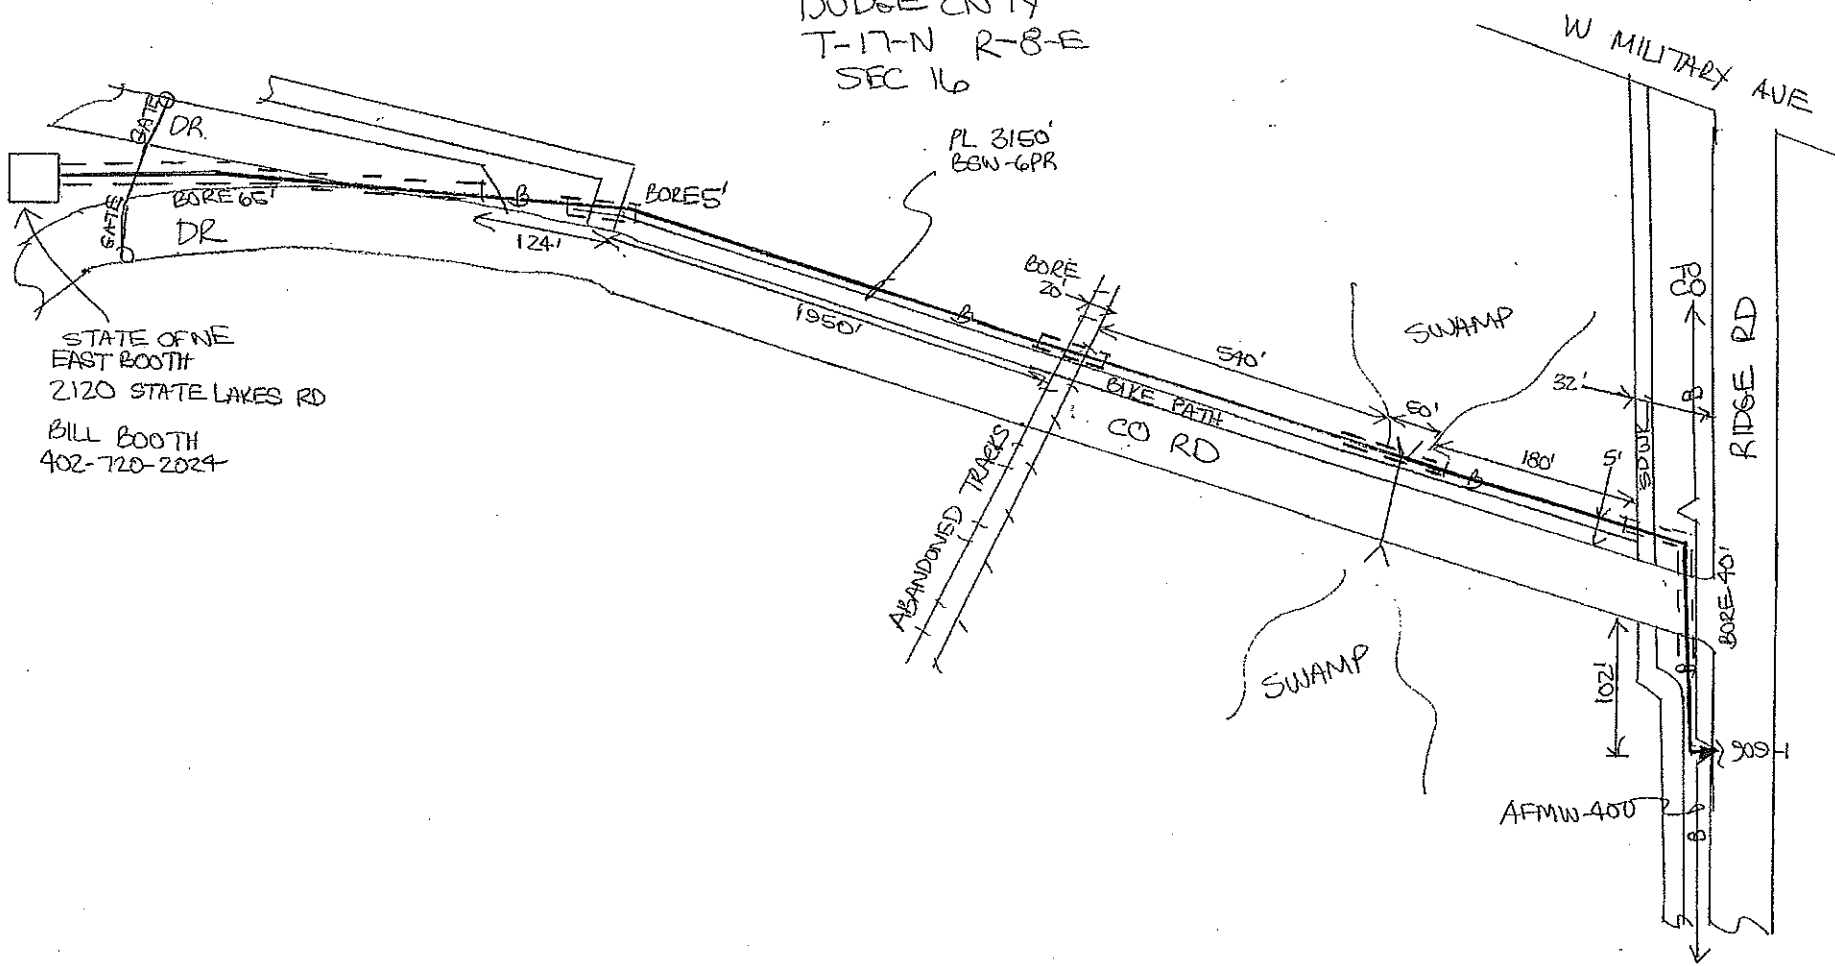 DODGE CNTY
T-17-N R-8-E
SEC 16
W MILITARY AVE
GATE
DR.
PL 3150'
BSW-6PR
BORE 65'
B
BORE 5'
GATE
DR
124'
1950'
BORE
20'
B
540'
SWAMP
STATE OF NE
EAST BOOTH
2120 STATE LAKES RD
BILL BOOTH
402-720-2024
BIKE PATH
CO RD
50'
32'
B
RIDGE RD
180'
5'
B
ABANDONED TRACKS
SWAMP
BORE 40'
B
102'
909-1
AFMW-400
B